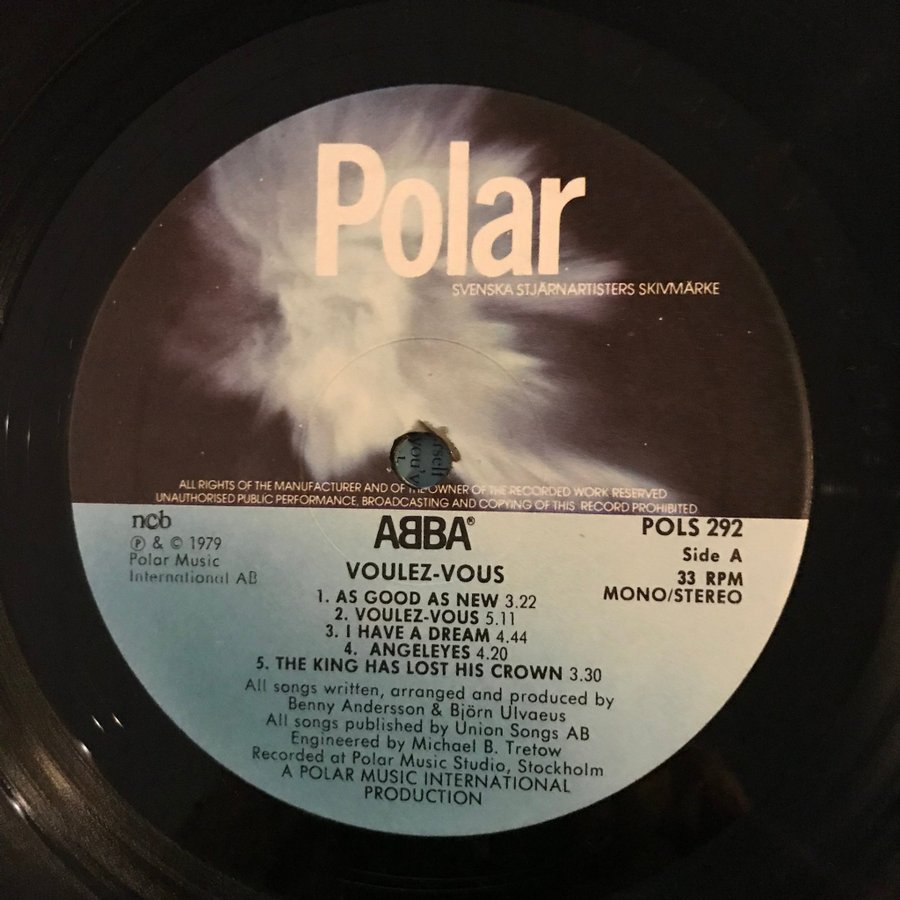 Polar
SVENSKA STJÄRNARTISTERS SKIVMÄRKE
ALL RIGHTS OF THE MANUFACTURER AND OF THE OWNER OF THE RECORDED WORK RESERVED
UNAUTHORISED PUBLIC PERFORMANCE, BROADCASTING AND COPYING OF THIS RECORD PROHIBITED
ncb
℗ & © 1979
Polar Music
International AB
ABBA®
VOULEZ-VOUS
POLS 292
Side A
33 RPM
MONO/STEREO
1. AS GOOD AS NEW 3.22
2. VOULEZ-VOUS 5.11
3. I HAVE A DREAM 4.44
4. ANGELEYES 4.20
5. THE KING HAS LOST HIS CROWN 3.30
All songs written, arranged and produced by
Benny Andersson & Björn Ulvaeus
All songs published by Union Songs AB
Engineered by Michael B. Tretow
Recorded at Polar Music Studio, Stockholm
A POLAR MUSIC INTERNATIONAL
PRODUCTION